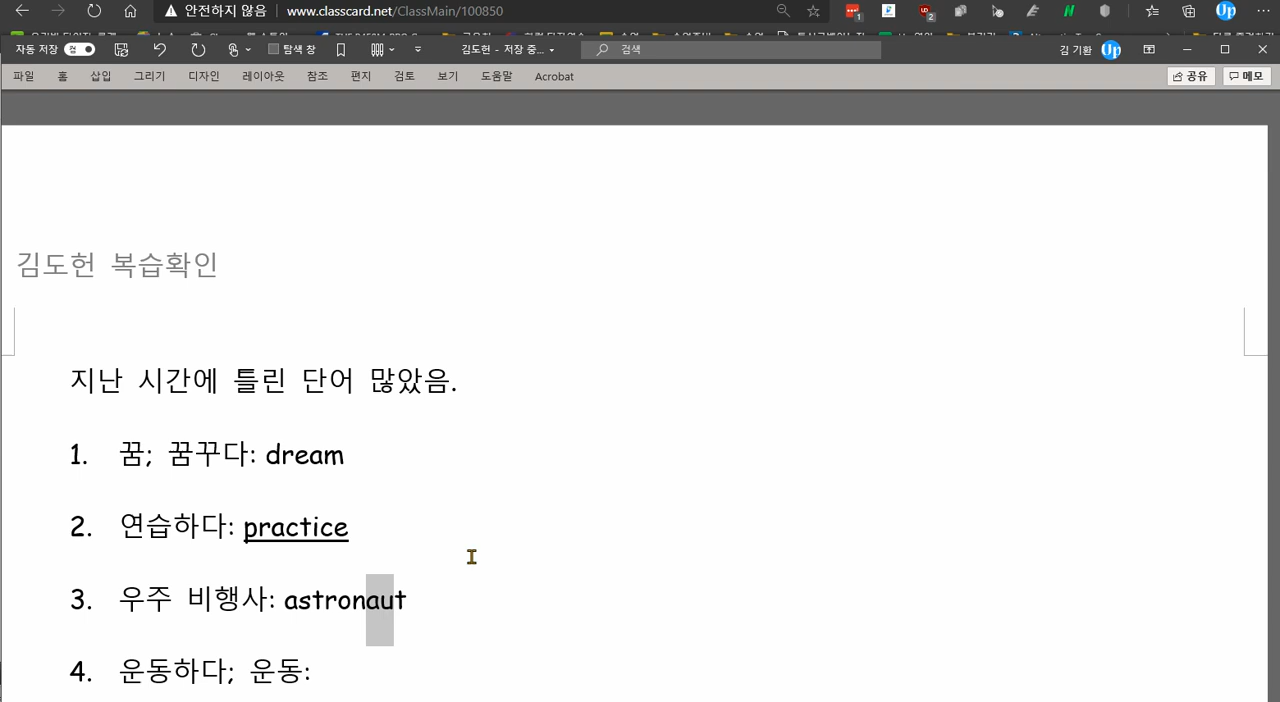 안전하지 않음 www.classcard.net/ClassMain/100850
자동 저장 김도헌 - 저장 중... 탐색 창 검색 김 기환 Up
파일 홈 삽입 그리기 디자인 레이아웃 참조 편지 검토 보기 도움말 Acrobat 공유 메모
김도헌 복습확인
지난 시간에 틀린 단어 많았음.
1. 꿈; 꿈꾸다: dream
2. 연습하다: practice
3. 우주 비행사: astronaut
4. 운동하다; 운동: